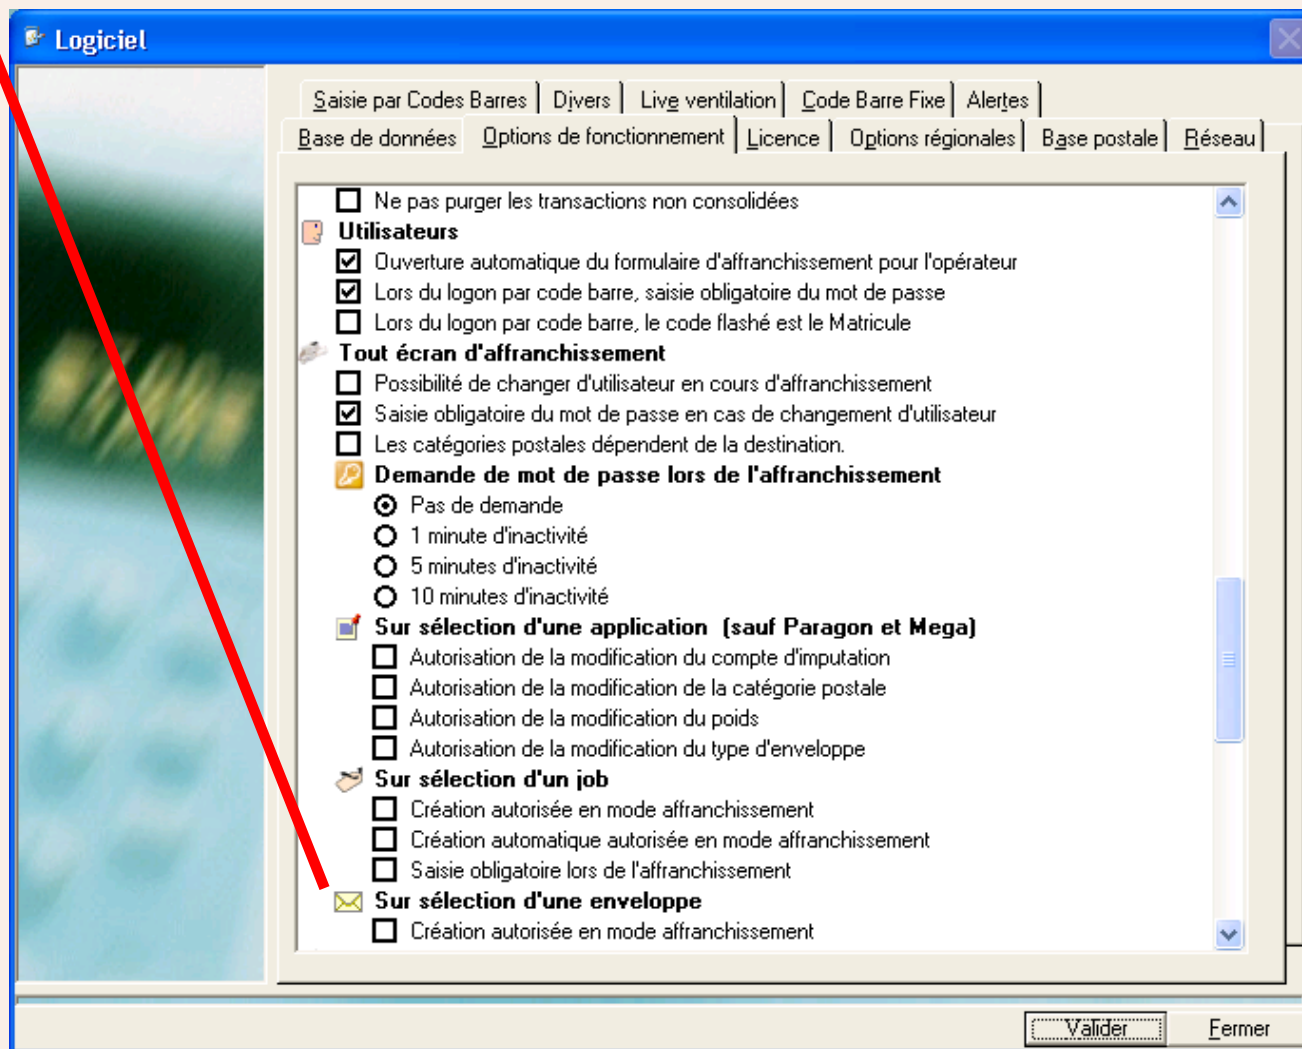 Logiciel
Saisie par Codes Barres Divers Live ventilation Code Barre Fixe Alertes
Base de données Options de fonctionnement Licence Options régionales Base postale Réseau
Ne pas purger les transactions non consolidées
Utilisateurs
Ouverture automatique du formulaire d'affranchissement pour l'opérateur
Lors du logon par code barre, saisie obligatoire du mot de passe
Lors du logon par code barre, le code flashé est le Matricule
Tout écran d'affranchissement
Possibilité de changer d'utilisateur en cours d'affranchissement
Saisie obligatoire du mot de passe en cas de changement d'utilisateur
Les catégories postales dépendent de la destination.
Demande de mot de passe lors de l'affranchissement
Pas de demande
1 minute d'inactivité
5 minutes d'inactivité
10 minutes d'inactivité
Sur sélection d'une application (sauf Paragon et Mega)
Autorisation de la modification du compte d'imputation
Autorisation de la modification de la catégorie postale
Autorisation de la modification du poids
Autorisation de la modification du type d'enveloppe
Sur sélection d'un job
Création autorisée en mode affranchissement
Création automatique autorisée en mode affranchissement
Saisie obligatoire lors de l'affranchissement
Sur sélection d'une enveloppe
Création autorisée en mode affranchissement
Valider Fermer